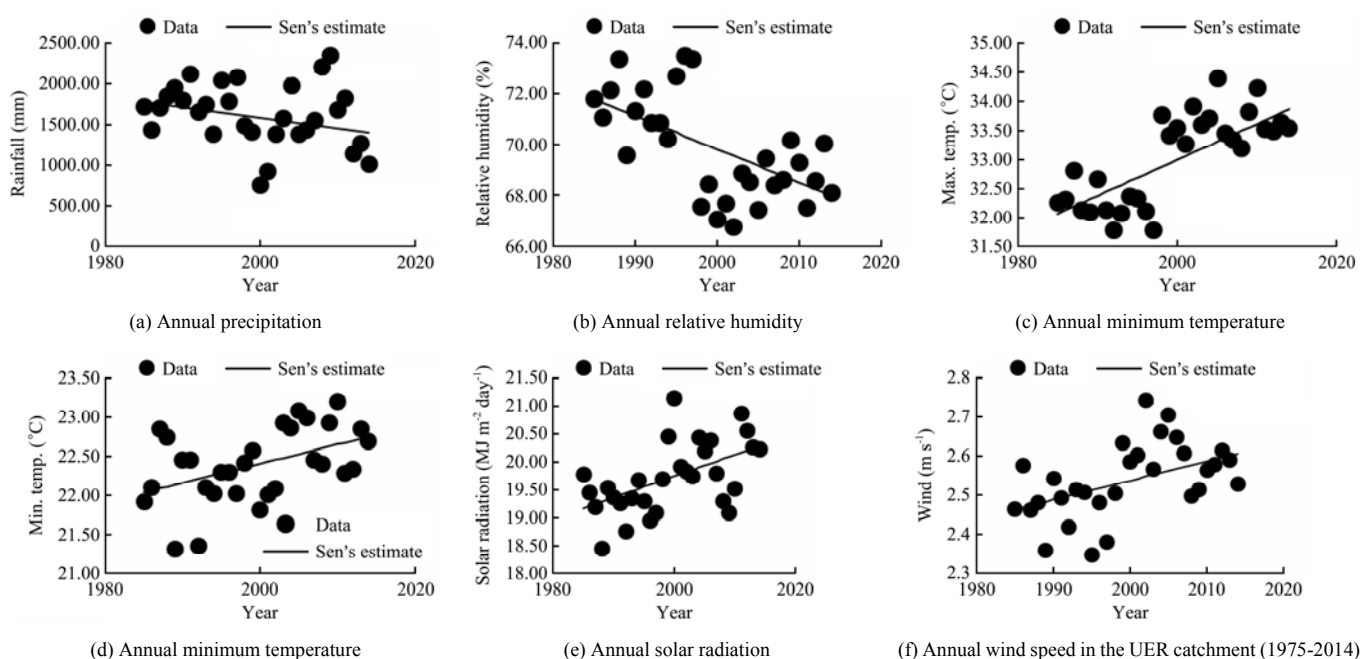 Data Sen's estimate
2500.00
2000.00
1500.00
1000.00
500.00
0
Rainfall (mm)
1980 2000 2020
Year
(a) Annual precipitation
Data Sen's estimate
74.00
72.00
70.00
68.00
66.00
Relative humidity (%)
1980 1990 2000 2010 2020
Year
(b) Annual relative humidity
Data Sen's estimate
35.00
34.50
34.00
33.50
33.00
32.50
32.00
31.50
Max. temp. (°C)
1980 2000 2020
Year
(c) Annual minimum temperature
Data Sen's estimate
23.50
23.00
22.50
22.00
21.50
21.00
Min. temp. (°C)
Data
Sen's estimate
1980 2000 2020
Year
(d) Annual minimum temperature
Data Sen's estimate
21.50
21.00
20.50
20.00
19.50
19.00
18.50
18.00
Solar radiation (MJ m⁻² day⁻¹)
1980 2000 2020
Year
(e) Annual solar radiation
Data Sen's estimate
2.8
2.7
2.6
2.5
2.4
2.3
Wind (m s⁻¹)
1980 1990 2000 2010 2020
Year
(f) Annual wind speed in the UER catchment (1975-2014)